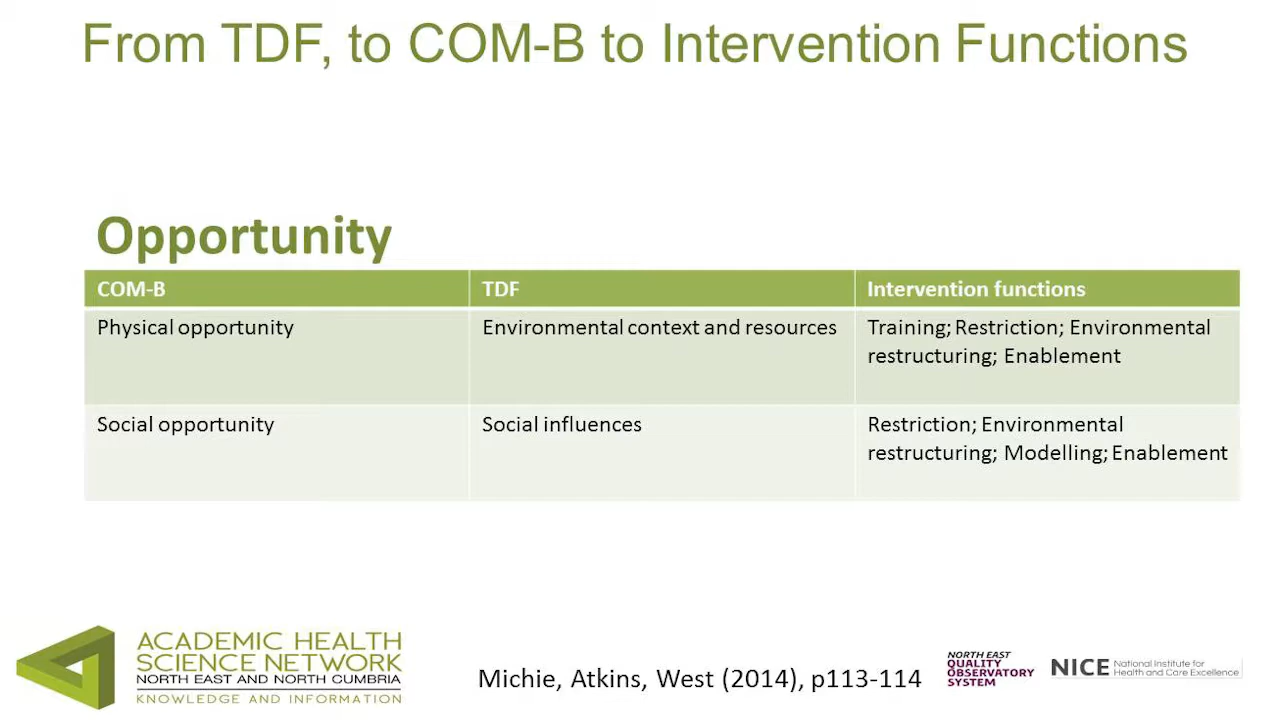 From TDF, to COM-B to Intervention Functions
Opportunity
COM-B TDF Intervention functions
Physical opportunity Environmental context and resources Training; Restriction; Environmental
restructuring; Enablement
Social opportunity Social influences Restriction; Environmental
restructuring; Modelling; Enablement
ACADEMIC HEALTH
SCIENCE NETWORK
NORTH EAST AND NORTH CUMBRIA
KNOWLEDGE AND INFORMATION
Michie, Atkins, West (2014), p113-114
NORTH EAST
QUALITY
OBSERVATORY
SYSTEM
NICE National Institute for
Health and Care Excellence